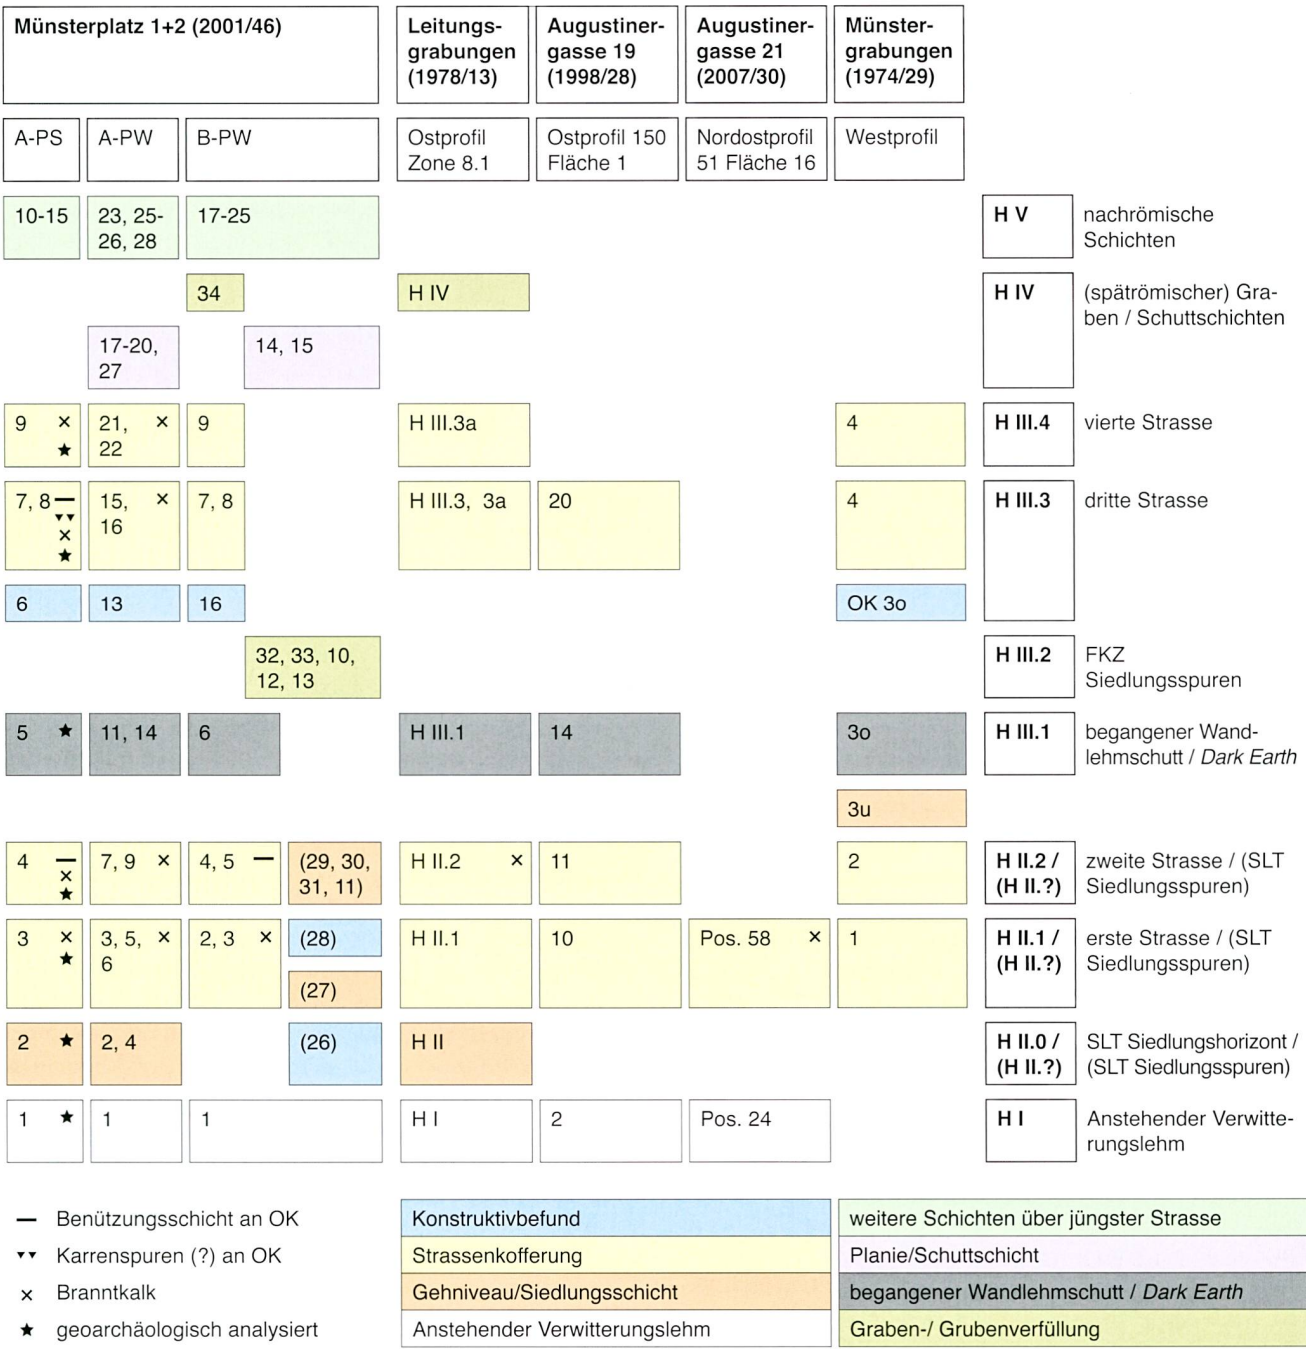 Münsterplatz 1+2 (2001/46)
Leitungs-
grabungen
(1978/13)
Augustiner-
gasse 19
(1998/28)
Augustiner-
gasse 21
(2007/30)
Münster-
grabungen
(1974/29)
A-PS
A-PW
B-PW
Ostprofil
Zone 8.1
Ostprofil 150
Fläche 1
Nordostprofil
51 Fläche 16
Westprofil
10-15
23, 25-
26, 28
17-25
H V
nachrömische
Schichten
34
H IV
H IV
(spätrömischer) Gra-
ben / Schuttschichten
17-20,
27
14, 15
9 ×
★
21, ×
22
9
H III.3a
4
H III.4
vierte Strasse
7, 8 —
▾▾
×
★
15, ×
16
7, 8
H III.3, 3a
20
4
H III.3
dritte Strasse
6
13
16
OK 3o
32, 33, 10,
12, 13
H III.2
FKZ
Siedlungsspuren
5 ★
11, 14
6
H III.1
14
3o
H III.1
begangener Wand-
lehmschutt / Dark Earth
3u
4 —
×
★
7, 9 ×
4, 5 —
(29, 30,
31, 11)
H II.2 ×
11
2
H II.2 /
(H II.?)
zweite Strasse / (SLT
Siedlungsspuren)
3 ×
★
3, 5, ×
6
2, 3 ×
(28)
(27)
H II.1
10
Pos. 58 ×
1
H II.1 /
(H II.?)
erste Strasse / (SLT
Siedlungsspuren)
2 ★
2, 4
(26)
H II
H II.0 /
(H II.?)
SLT Siedlungshorizont /
(SLT Siedlungsspuren)
1 ★
1
1
H I
2
Pos. 24
H I
Anstehender Verwitte-
rungslehm
— Benützungsschicht an OK
▾▾ Karrenspuren (?) an OK
× Branntkalk
★ geoarchäologisch analysiert
Konstruktivbefund
Strassenkofferung
Gehniveau/Siedlungsschicht
Anstehender Verwitterungslehm
weitere Schichten über jüngster Strasse
Planie/Schuttschicht
begangener Wandlehmschutt / Dark Earth
Graben-/ Grubenverfüllung